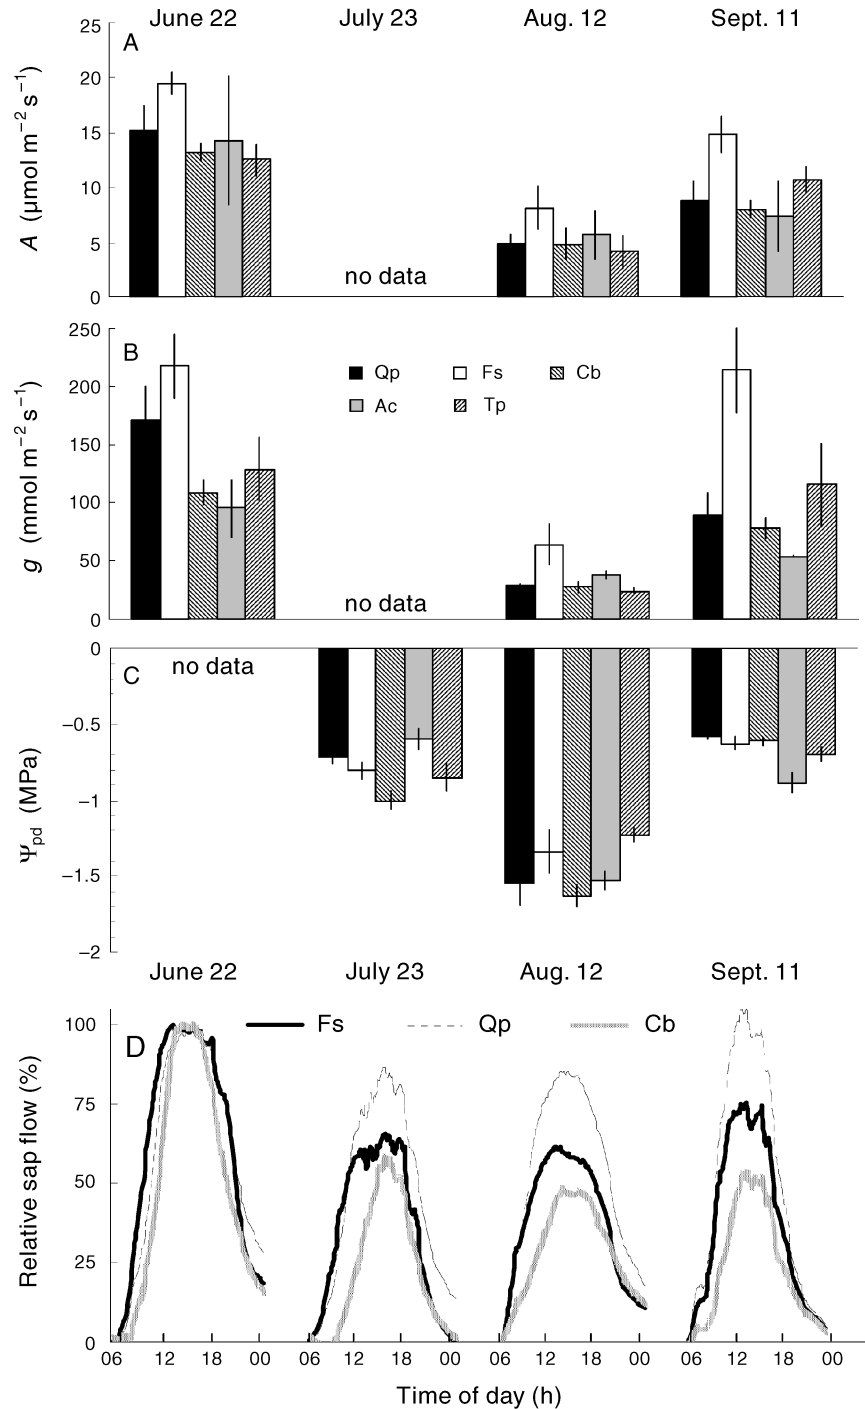 June 22 July 23 Aug. 12 Sept. 11
A
25
20
15
10
5
0
A (µmol m−2 s−1)
no data
B
250
200
150
100
50
0
g (mmol m−2 s−1)
Qp Fs Cb
Ac Tp
no data
C
0
−0.5
−1
−1.5
−2
Ψpd (MPa)
no data
June 22 July 23 Aug. 12 Sept. 11
D
Fs Qp Cb
100
75
50
25
0
Relative sap flow (%)
06 12 18 00 06 12 18 00 06 12 18 00 06 12 18 00
Time of day (h)